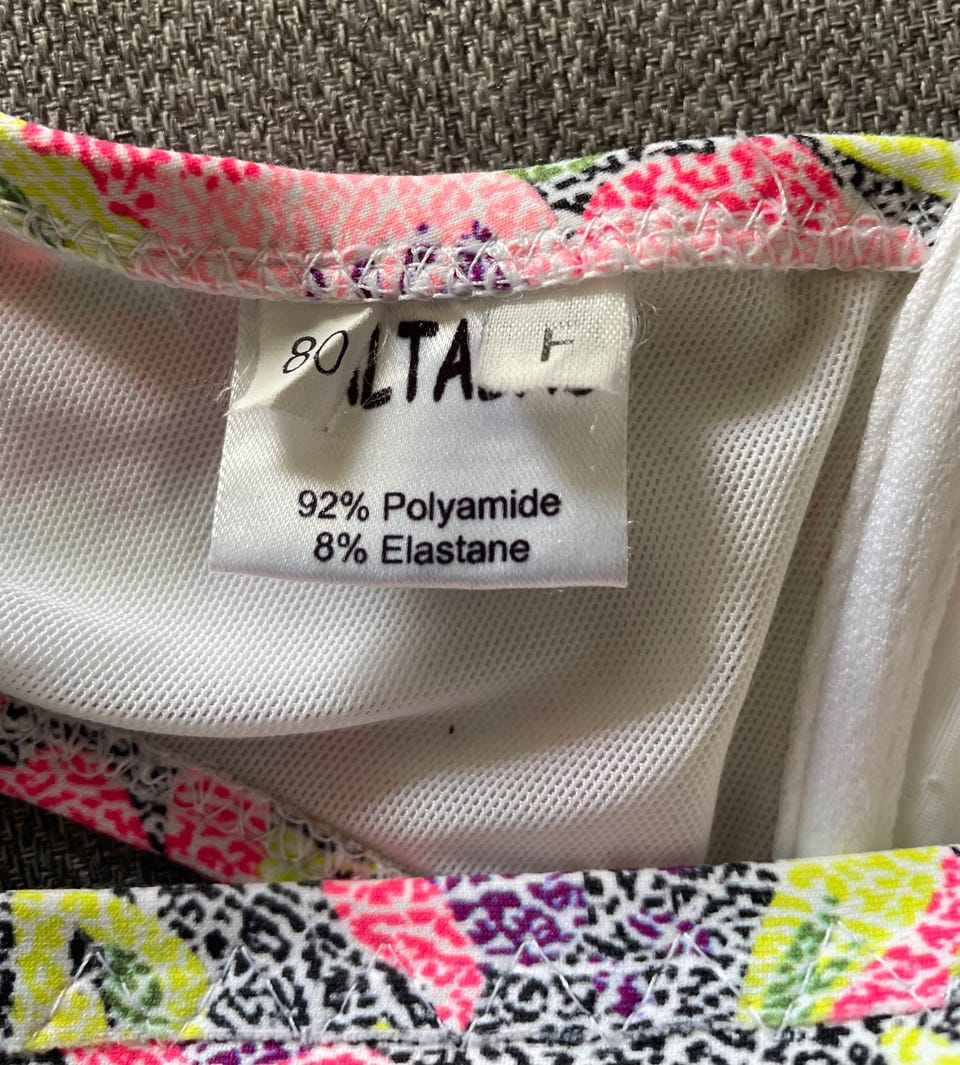 80
92% Polyamide
8% Elastane